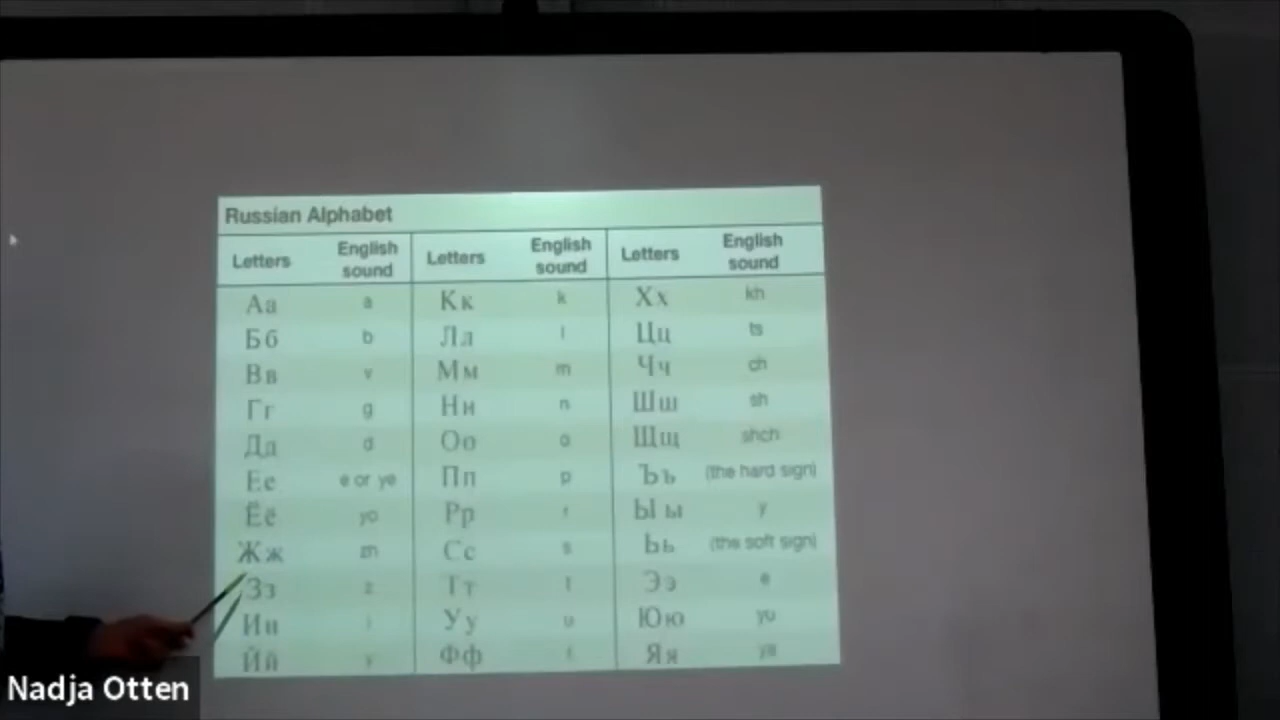 Russian Alphabet
Letters English sound Letters English sound Letters English sound
Аа a Кк k Хх kh
Бб b Лл l Цц ts
Вв v Мм m Чч ch
Гг g Нн n Шш sh
Дд d Оо o Щщ shch
Ее e or ye Пп p Ъъ (the hard sign)
Ёё yo Рр r Ыы y
Жж zh Сс s Ьь (the soft sign)
Зз z Тт t Ээ e
Ии i Уу u Юю yu
Йй y Фф f Яя ya
Nadja Otten